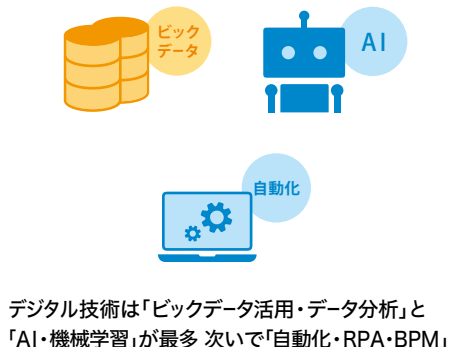 ビック
データ
AI
自動化
デジタル技術は「ビックデータ活用・データ分析」と
「AI・機械学習」が最多 次いで「自動化・RPA・BPM」